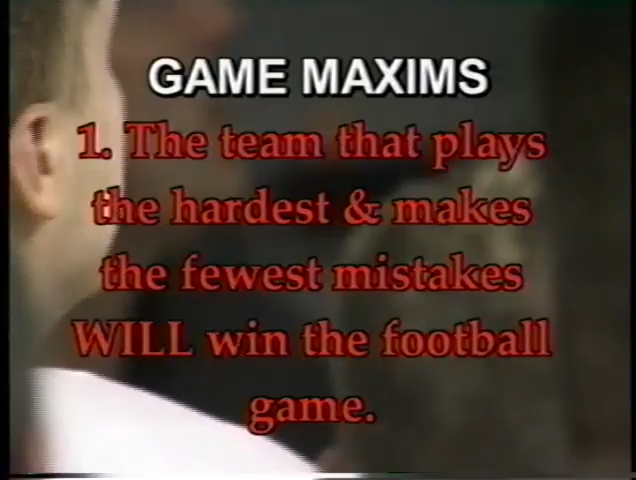 GAME MAXIMS
1. The team that plays
the hardest & makes
the fewest mistakes
WILL win the football
game.